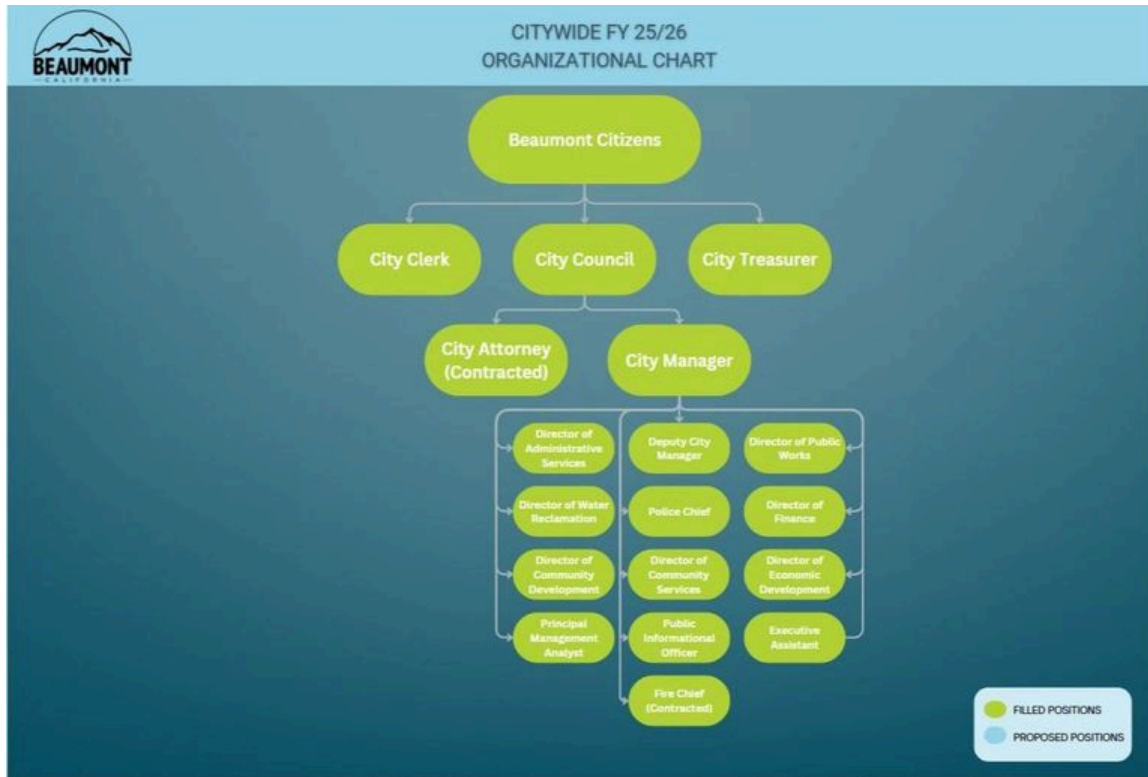 BEAUMONT
CALIFORNIA
CITYWIDE FY 25/26
ORGANIZATIONAL CHART
Beaumont Citizens
City Clerk
City Council
City Treasurer
City Attorney
(Contracted)
City Manager
Director of
Administrative
Services
Deputy City
Manager
Director of Public
Works
Director of Water
Reclamation
Police Chief
Director of
Finance
Director of
Community
Development
Director of
Community
Services
Director of
Economic
Development
Principal
Management
Analyst
Public
Informational
Officer
Executive
Assistant
Fire Chief
(Contracted)
FILLED POSITIONS
PROPOSED POSITIONS